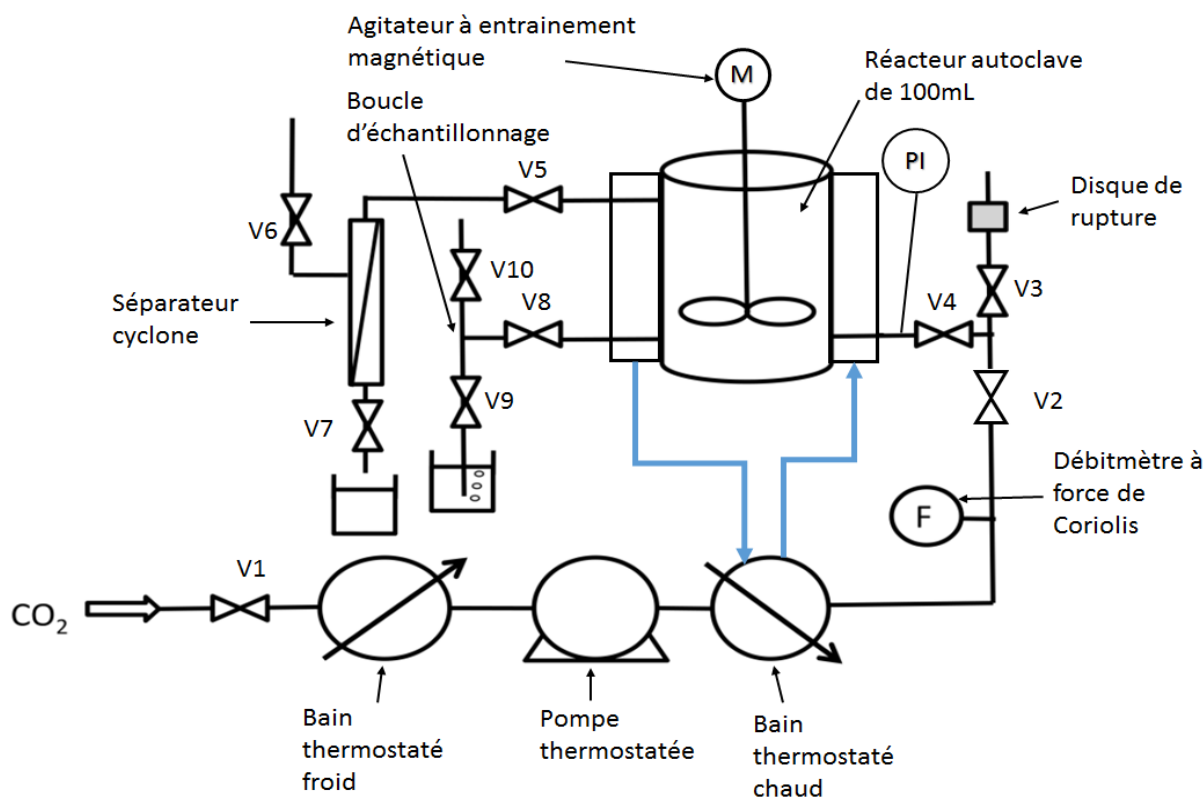 Agitateur à entrainement
magnétique
M
Réacteur autoclave
de 100mL
Boucle
d'échantillonnage
PI
V5
Disque de
rupture
V6
V10
V3
V8
V4
Séparateur
cyclone
V9
V2
V7
Débitmètre à
force de
Coriolis
F
V1
CO₂
Bain
thermostaté
froid
Pompe
thermostatée
Bain
thermostaté
chaud